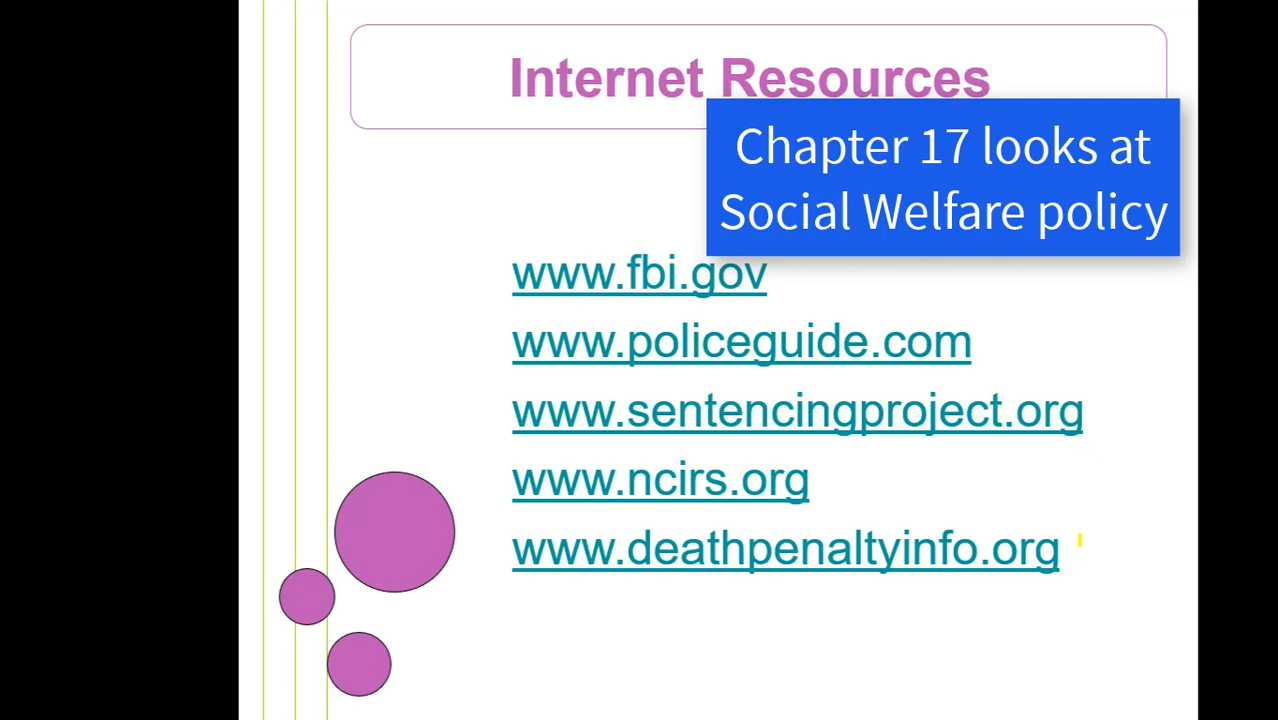 Internet Resources
Chapter 17 looks at
Social Welfare policy
www.fbi.gov
www.policeguide.com
www.sentencingproject.org
www.ncirs.org
www.deathpenaltyinfo.org